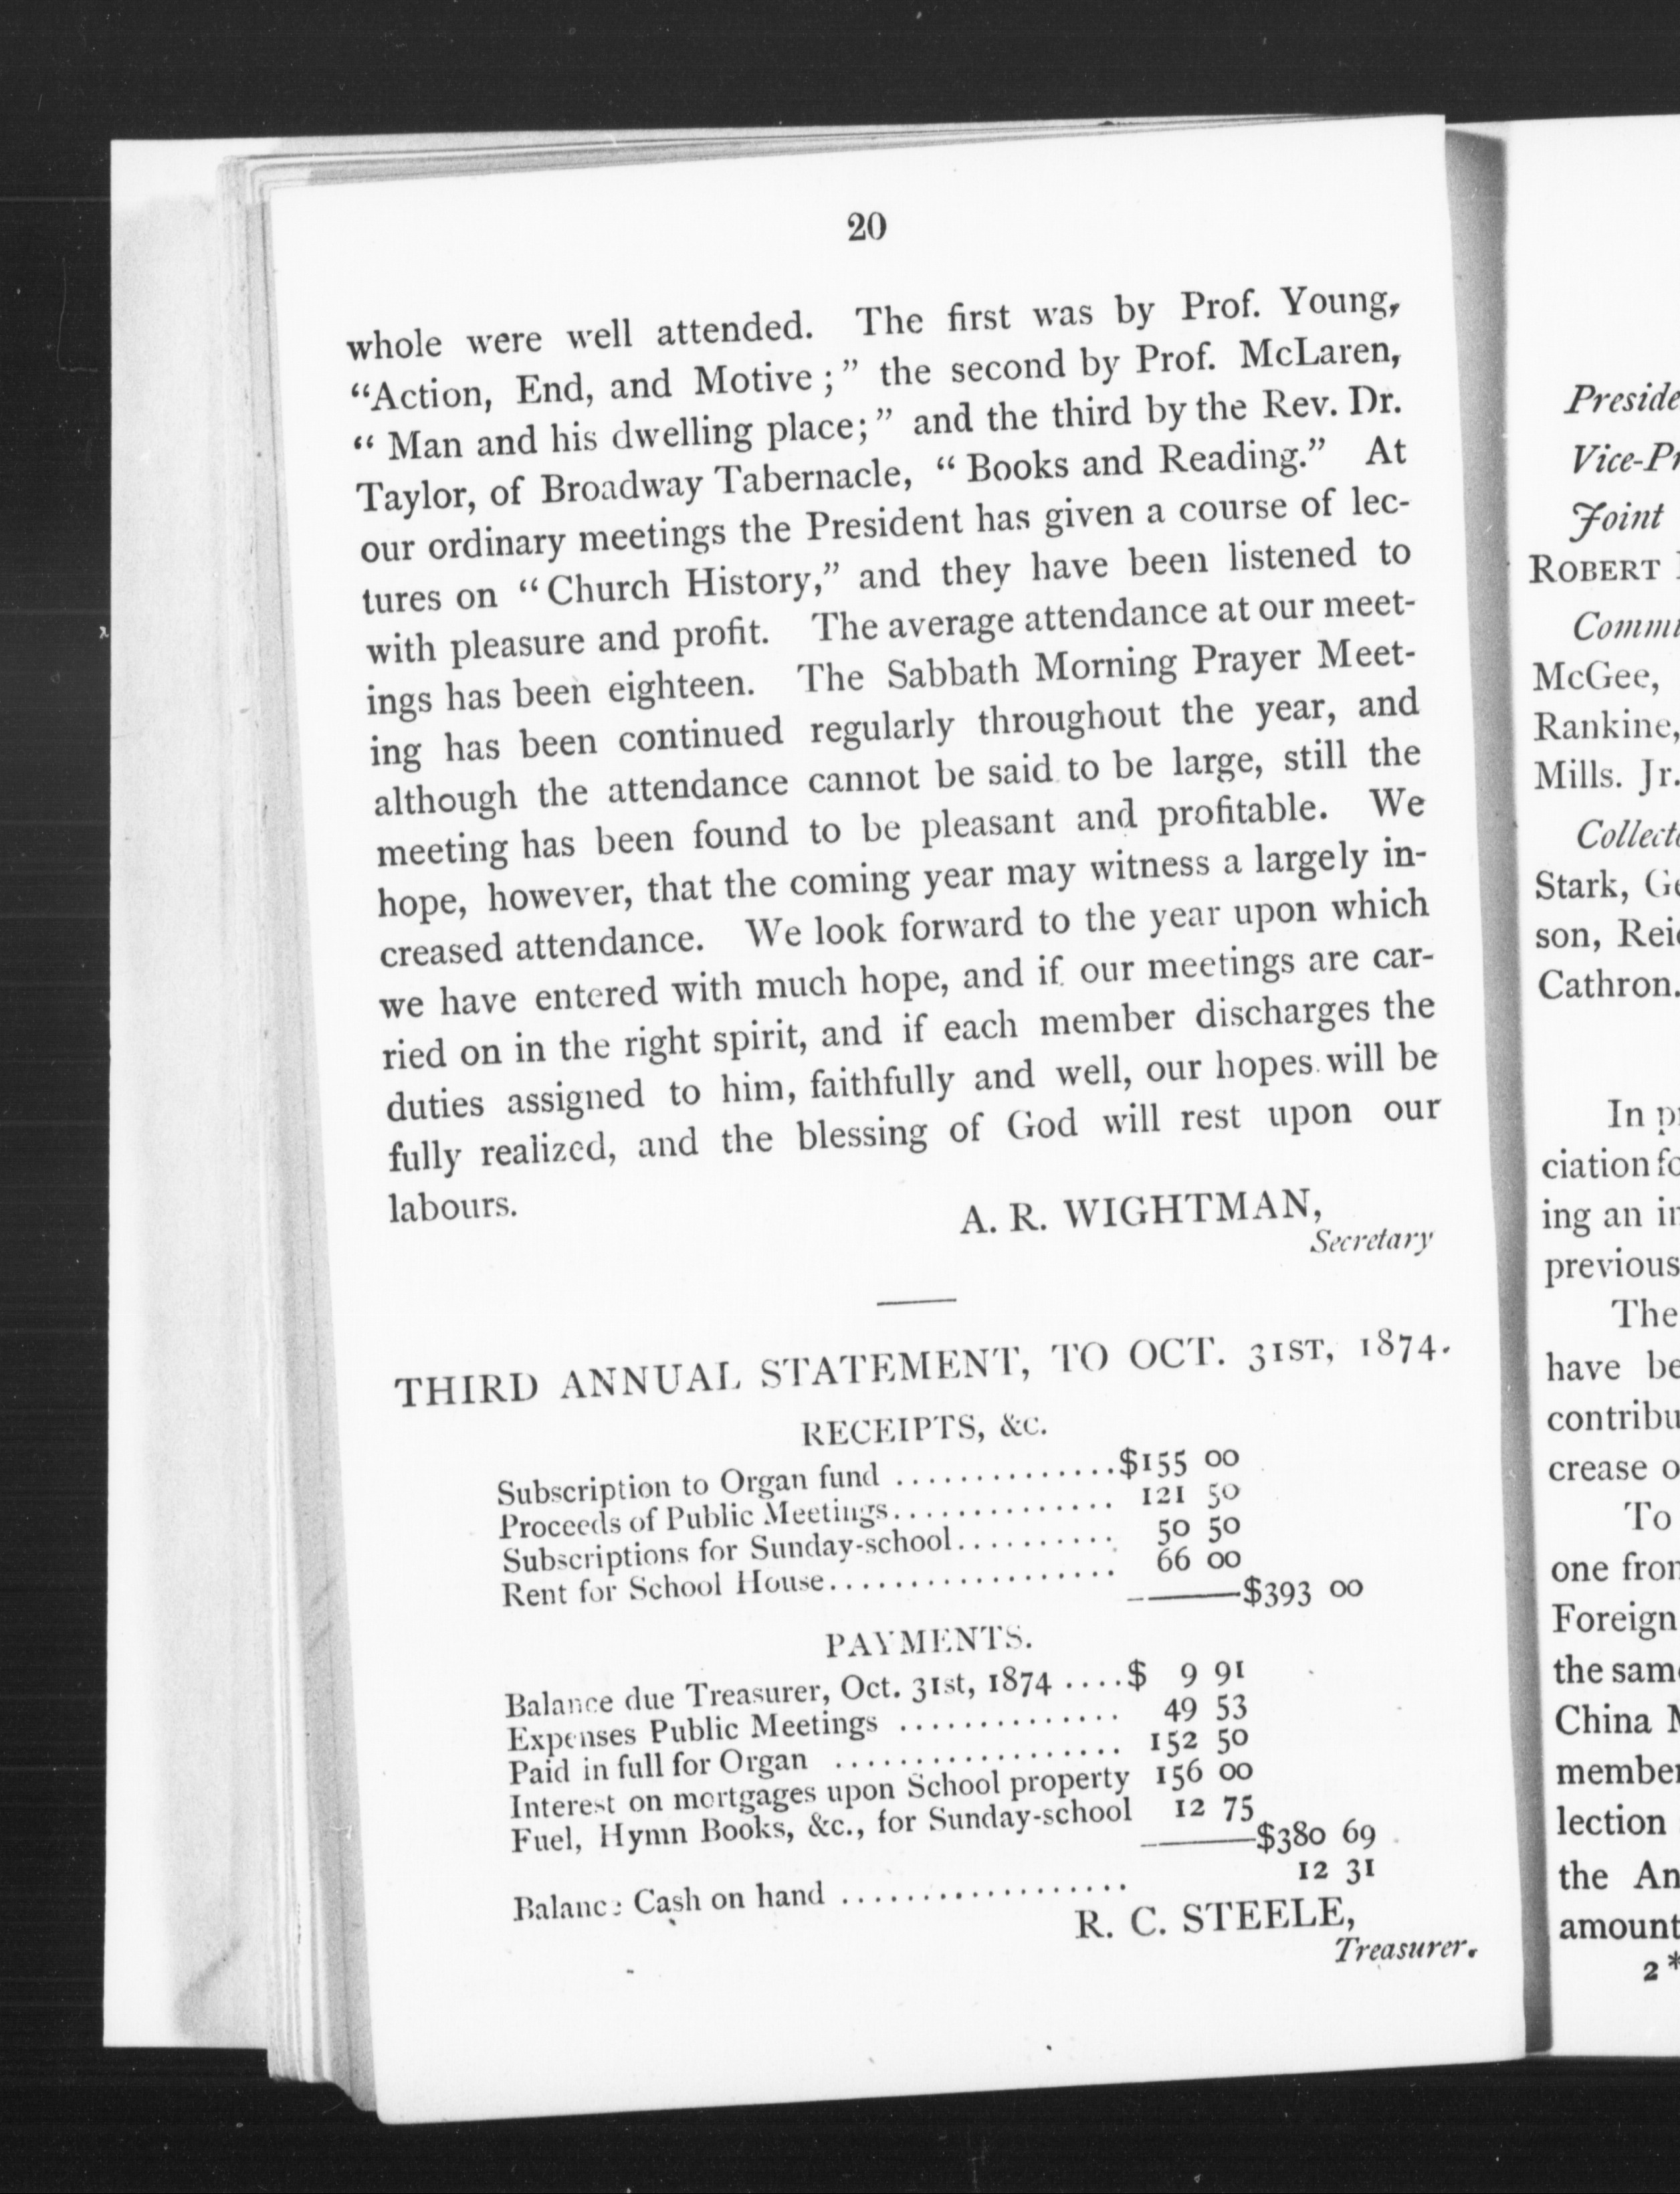 20
whole were well attended. The first was by Prof. Young,
“Action, End, and Motive ;” the second by Prof. McLaren,
“ Man and his dwelling place;” and the third by the Rev. Dr.
Taylor, of Broadway Tabernacle, “ Books and Reading.” At
our ordinary meetings the President has given a course of lec-
tures on “Church History,” and they have been listened to
with pleasure and profit. The average attendance at our meet-
ings has been eighteen. The Sabbath Morning Prayer Meet-
ing has been continued regularly throughout the year, and
although the attendance cannot be said to be large, still the
meeting has been found to be pleasant and profitable. We
hope, however, that the coming year may witness a largely in-
creased attendance. We look forward to the year upon which
we have entered with much hope, and if our meetings are car-
ried on in the right spirit, and if each member discharges the
duties assigned to him, faithfully and well, our hopes will be
fully realized, and the blessing of God will rest upon our
labours.
A. R. WIGHTMAN,
Secretary
THIRD ANNUAL STATEMENT, TO OCT. 31ST, 1874.
RECEIPTS, &c.
Subscription to Organ fund ..............$155 00
Proceeds of Public Meetings.............. 121 50
Subscriptions for Sunday-school.......... 50 50
Rent for School House.................. 66 00
$393 00
PAYMENTS.
Balance due Treasurer, Oct. 31st, 1874 ....$ 9 91
Expenses Public Meetings .............. 49 53
Paid in full for Organ .................. 152 50
Interest on mortgages upon School property 156 00
Fuel, Hymn Books, &c., for Sunday-school 12 75
$380 69
Balance Cash on hand .................. 12 31
R. C. STEELE,
Treasurer.
Preside
Vice-Pr
Joint
ROBERT
Commi
McGee,
Rankine,
Mills. Jr.
Collecto
Stark, Ge
son, Rei
Cathron.
In p
ciation fo
ing an in
previous
The
have be
contribu
crease o
To
one from
Foreign
the same
China M
member
lection
the An
amount
2 *